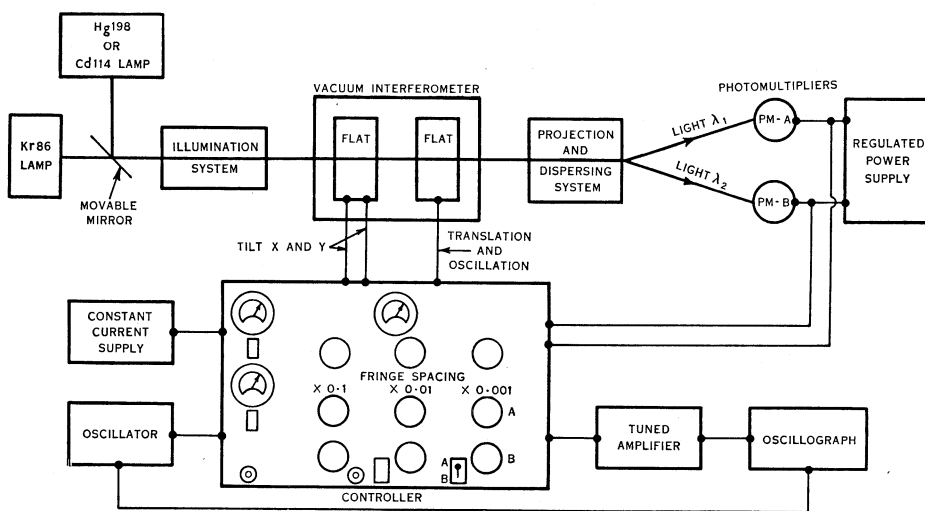 Hg198
OR
Cd114 LAMP
Kr86
LAMP
MOVABLE
MIRROR
ILLUMINATION
SYSTEM
VACUUM INTERFEROMETER
FLAT
FLAT
PROJECTION
AND
DISPERSING SYSTEM
LIGHT λ1
LIGHT λ2
PHOTOMULTIPLIERS
PM-A
PM-B
REGULATED
POWER
SUPPLY
TILT X AND Y
TRANSLATION
AND
OSCILLATION
CONSTANT
CURRENT
SUPPLY
OSCILLATOR
FRINGE SPACING
X 0·1 X 0·01 X 0·001
A
B
A
B
CONTROLLER
TUNED
AMPLIFIER
OSCILLOGRAPH